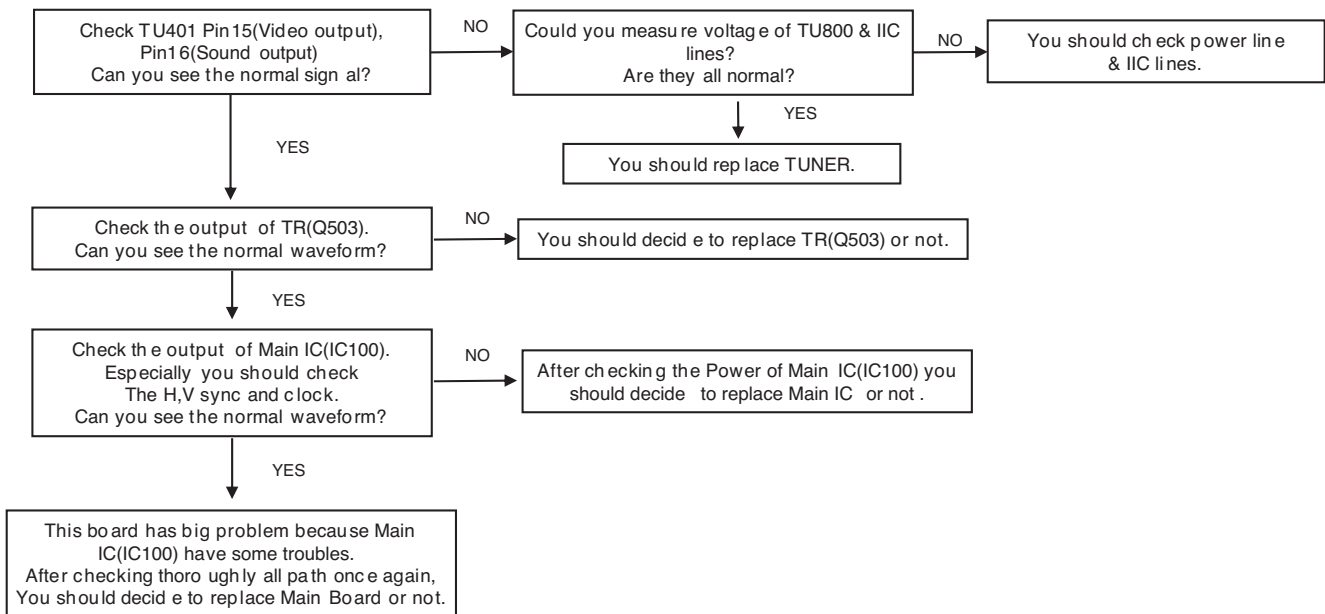 Check TU401 Pin15(Video output),
Pin16(Sound output)
Can you see the normal sign al?
NO
Could you measure voltage of TU800 & IIC
lines?
Are they all normal?
NO
You should check power line
& IIC lines.
YES
YES
You should replace TUNER.
Check the output of TR(Q503).
Can you see the normal waveform?
NO
You should decide to replace TR(Q503) or not.
YES
Check the output of Main IC(IC100).
Especially you should check
The H,V sync and clock.
Can you see the normal waveform?
NO
After checking the Power of Main IC(IC100) you
should decide to replace Main IC or not .
YES
This board has big problem because Main
IC(IC100) have some troubles.
After checking thoroughly all path once again,
You should decide to replace Main Board or not.